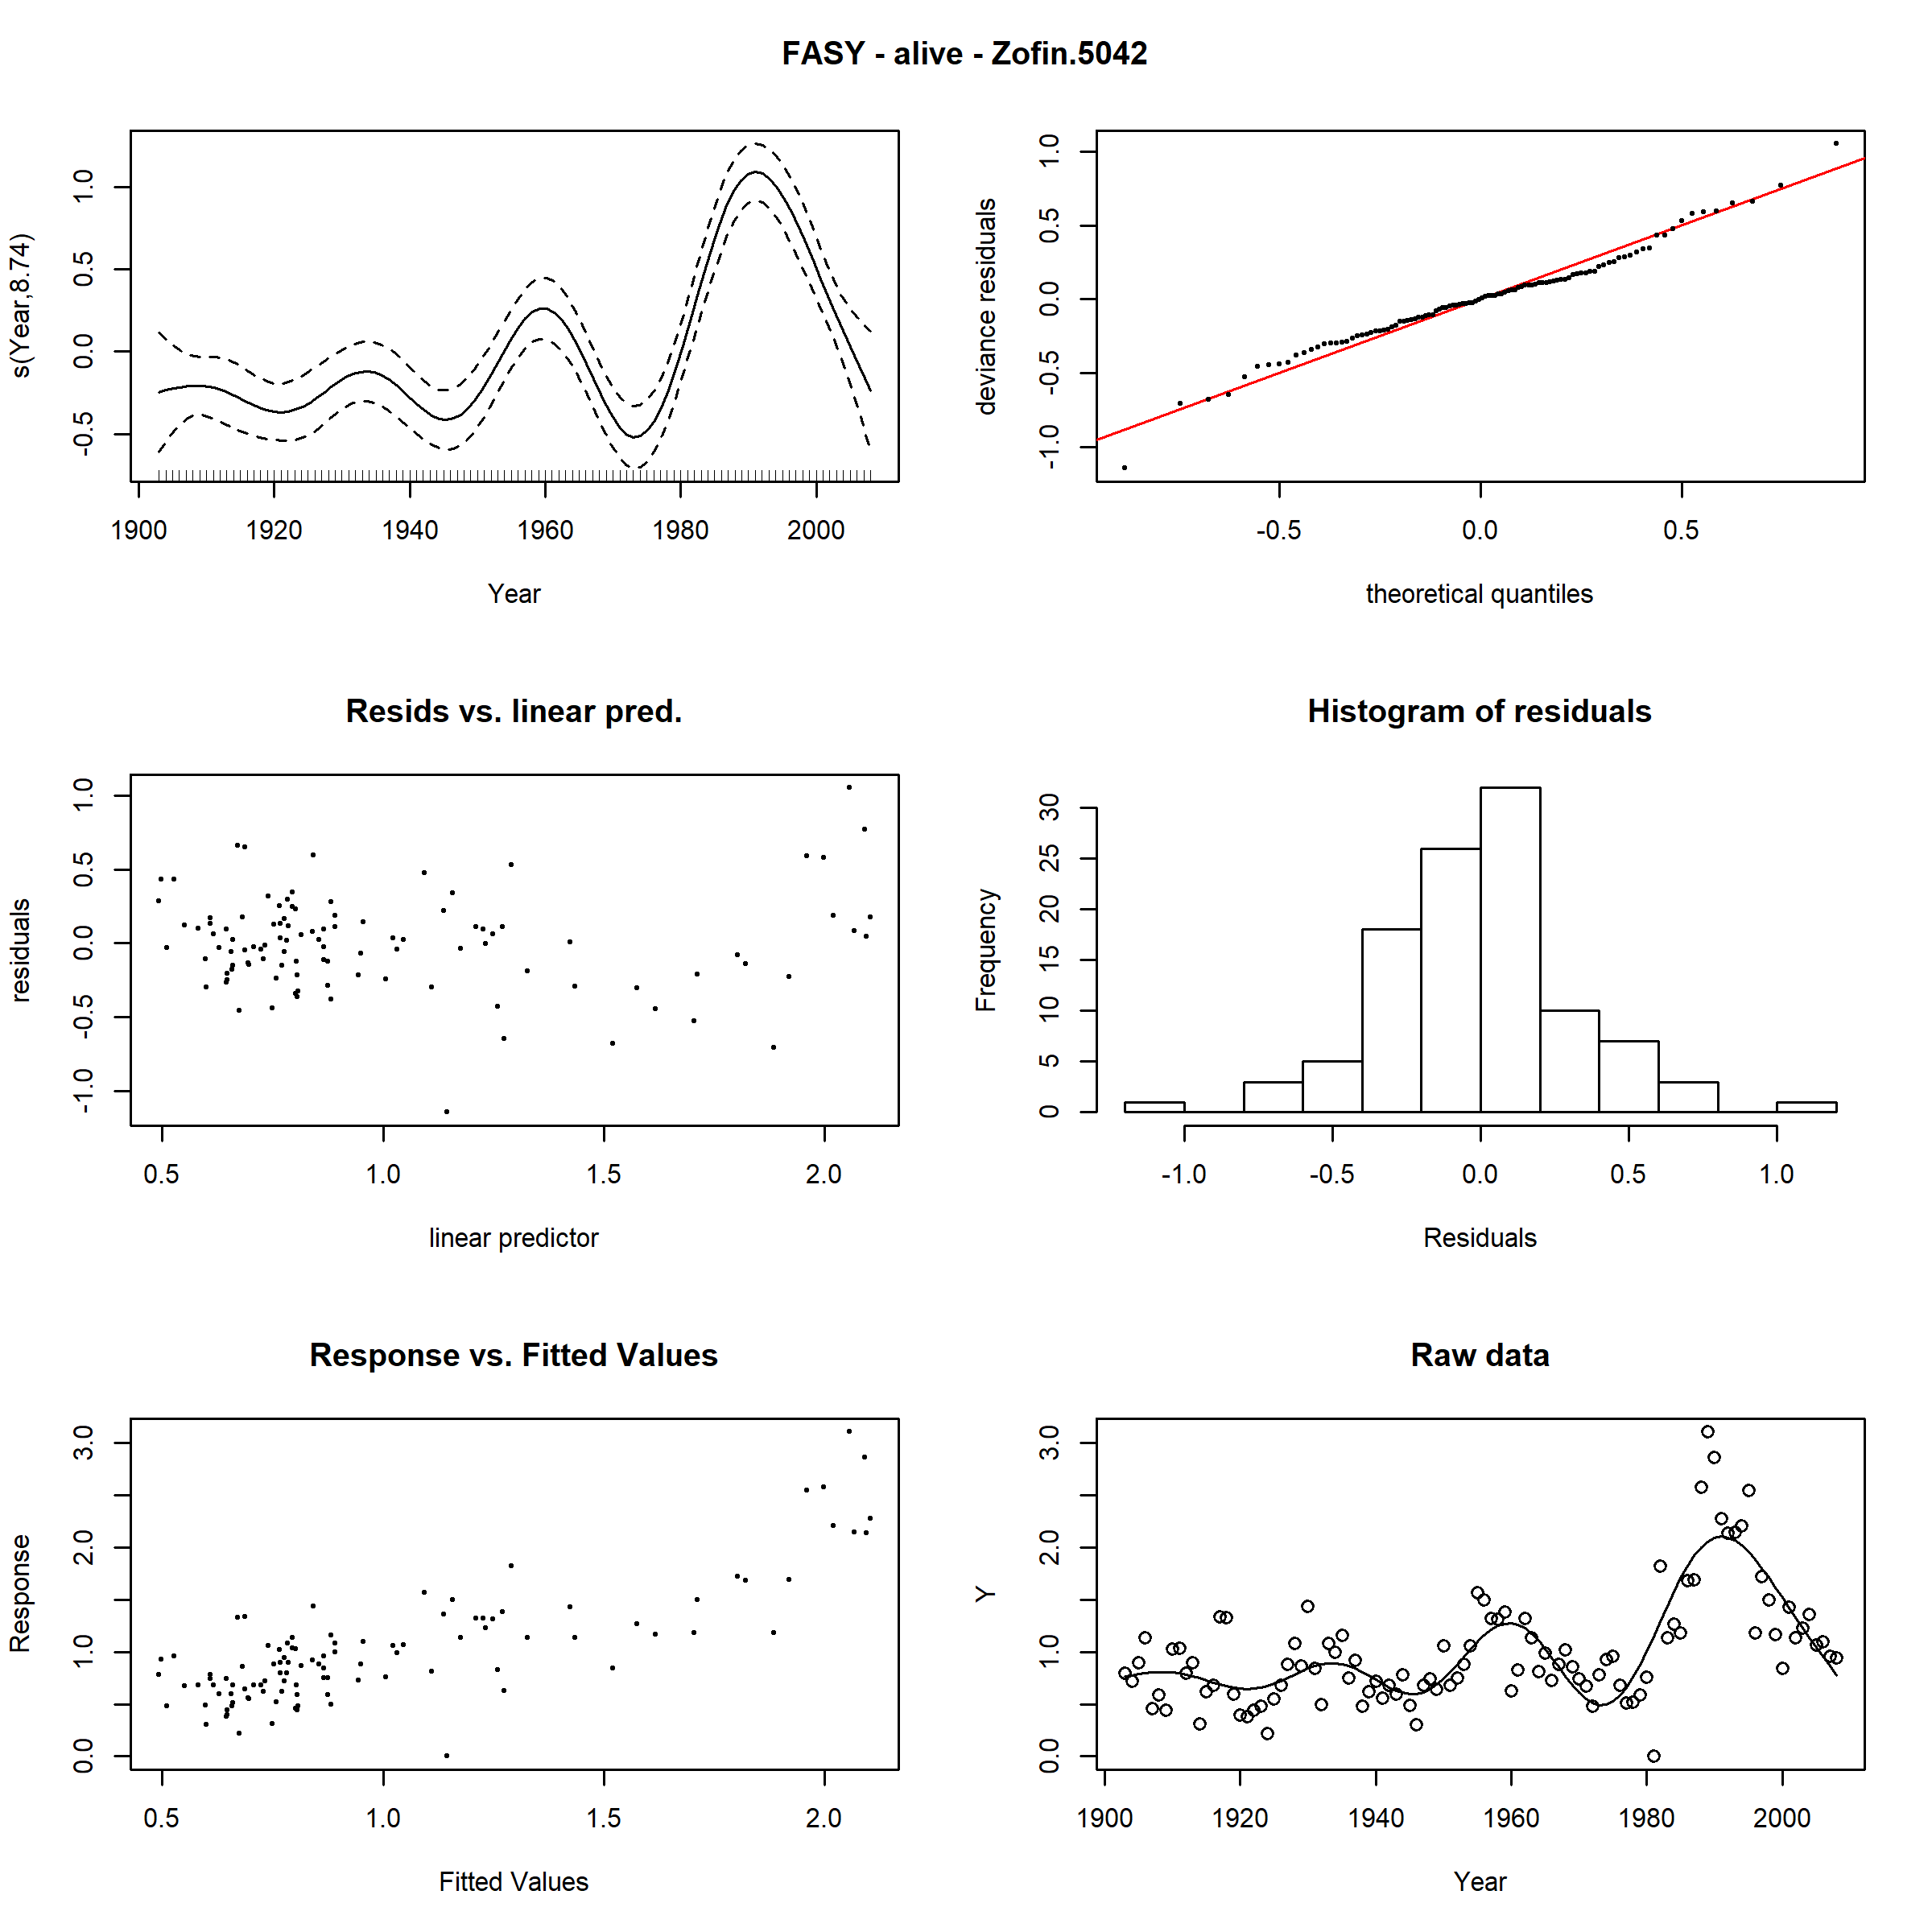 FASY - alive - Zofin.5042
s(Year,8.74)
-0.5 0.0 0.5 1.0
1900 1920 1940 1960 1980 2000
Year
deviance residuals
-1.0 -0.5 0.0 0.5 1.0
-0.5 0.0 0.5
theoretical quantiles
Resids vs. linear pred.
residuals
-1.0 -0.5 0.0 0.5 1.0
0.5 1.0 1.5 2.0
linear predictor
Histogram of residuals
Frequency
0 5 10 15 20 25 30
-1.0 -0.5 0.0 0.5 1.0
Residuals
Response vs. Fitted Values
Response
0.0 1.0 2.0 3.0
0.5 1.0 1.5 2.0
Fitted Values
Raw data
Y
0.0 1.0 2.0 3.0
1900 1920 1940 1960 1980 2000
Year